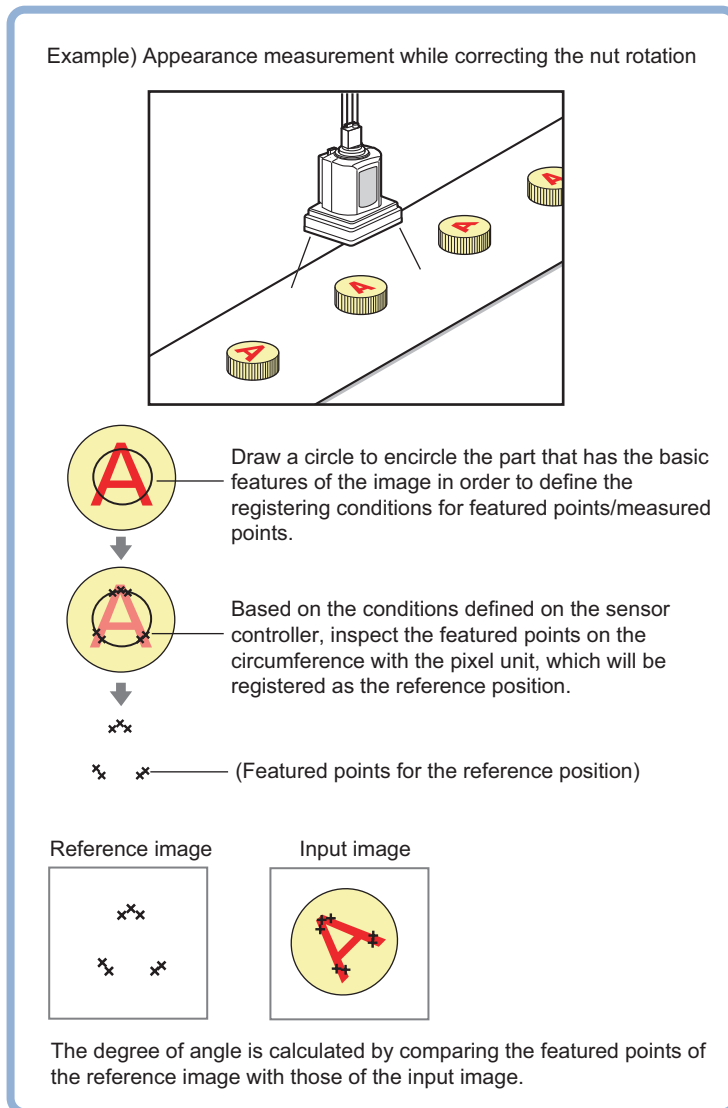 Example) Appearance measurement while correcting the nut rotation
A
A
A
A
A
Draw a circle to encircle the part that has the basic
features of the image in order to define the
registering conditions for featured points/measured
points.
A
Based on the conditions defined on the sensor
controller, inspect the featured points on the
circumference with the pixel unit, which will be
registered as the reference position.
(Featured points for the reference position)
Reference image
Input image
A
The degree of angle is calculated by comparing the featured points of
the reference image with those of the input image.